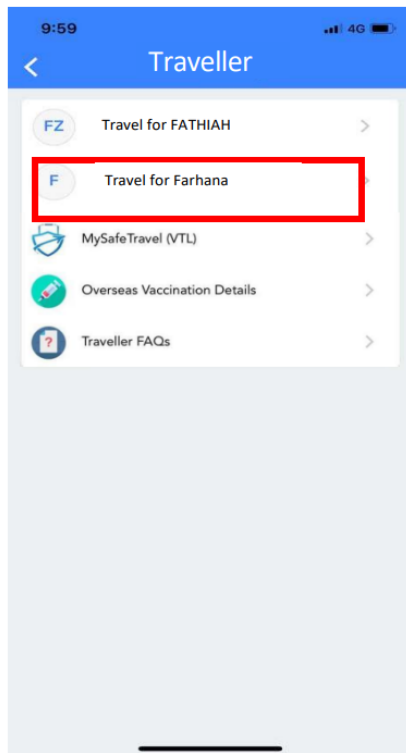 9:59
4G
Traveller
FZ Travel for FATHIAH
F Travel for Farhana
MySafeTravel (VTL)
Overseas Vaccination Details
? Traveller FAQs